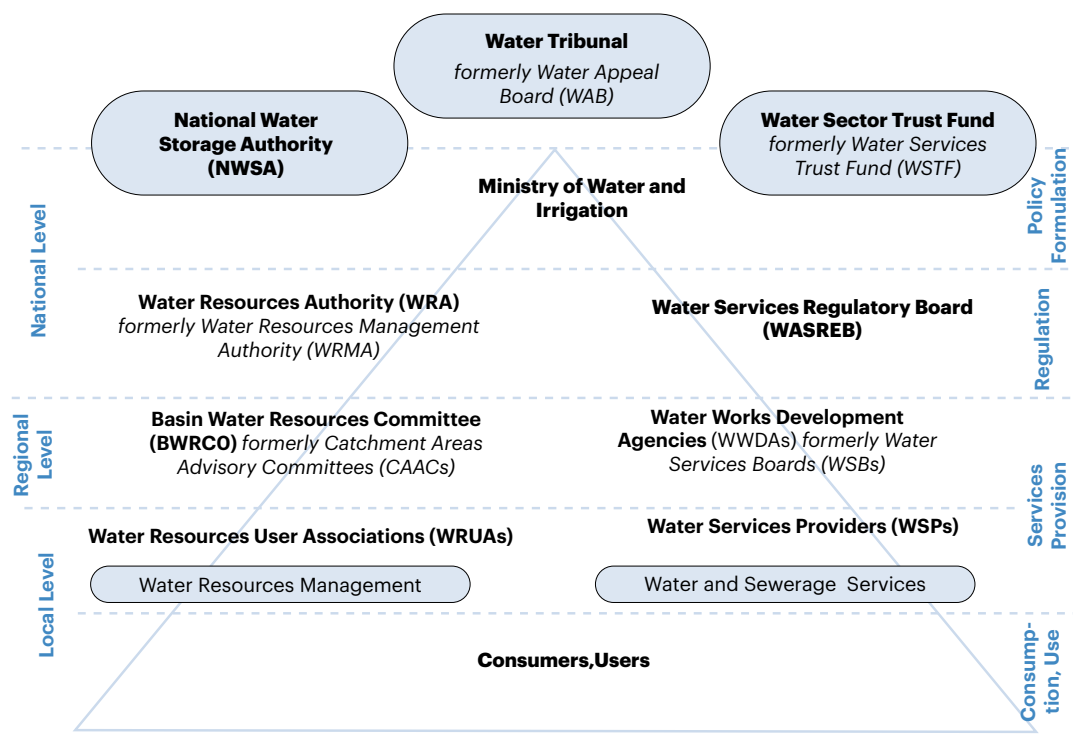 Water Tribunal
formerly Water Appeal
Board (WAB)
National Water
Storage Authority
(NWSA)
Water Sector Trust Fund
formerly Water Services
Trust Fund (WSTF)
Ministry of Water and
Irrigation
Policy
Formulation
National Level
Water Resources Authority (WRA)
formerly Water Resources Management
Authority (WRMA)
Water Services Regulatory Board
(WASREB)
Regulation
Regional
Level
Basin Water Resources Committee
(BWRC0) formerly Catchment Areas
Advisory Committees (CAACs)
Water Works Development
Agencies (WWDAs) formerly Water
Services Boards (WSBs)
Services
Provision
Local Level
Water Resources User Associations (WRUAs)
Water Services Providers (WSPs)
Water Resources Management
Water and Sewerage Services
Consumers,Users
Consump-
tion, Use